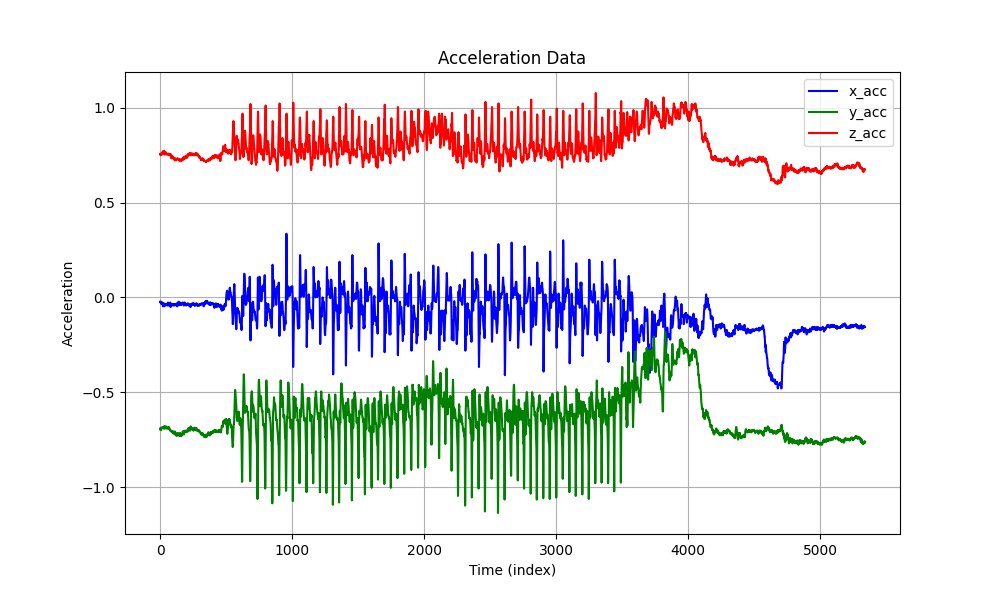 Acceleration Data
x_acc
y_acc
z_acc
1.0
0.5
0.0
−0.5
−1.0
Acceleration
0 1000 2000 3000 4000 5000
Time (index)